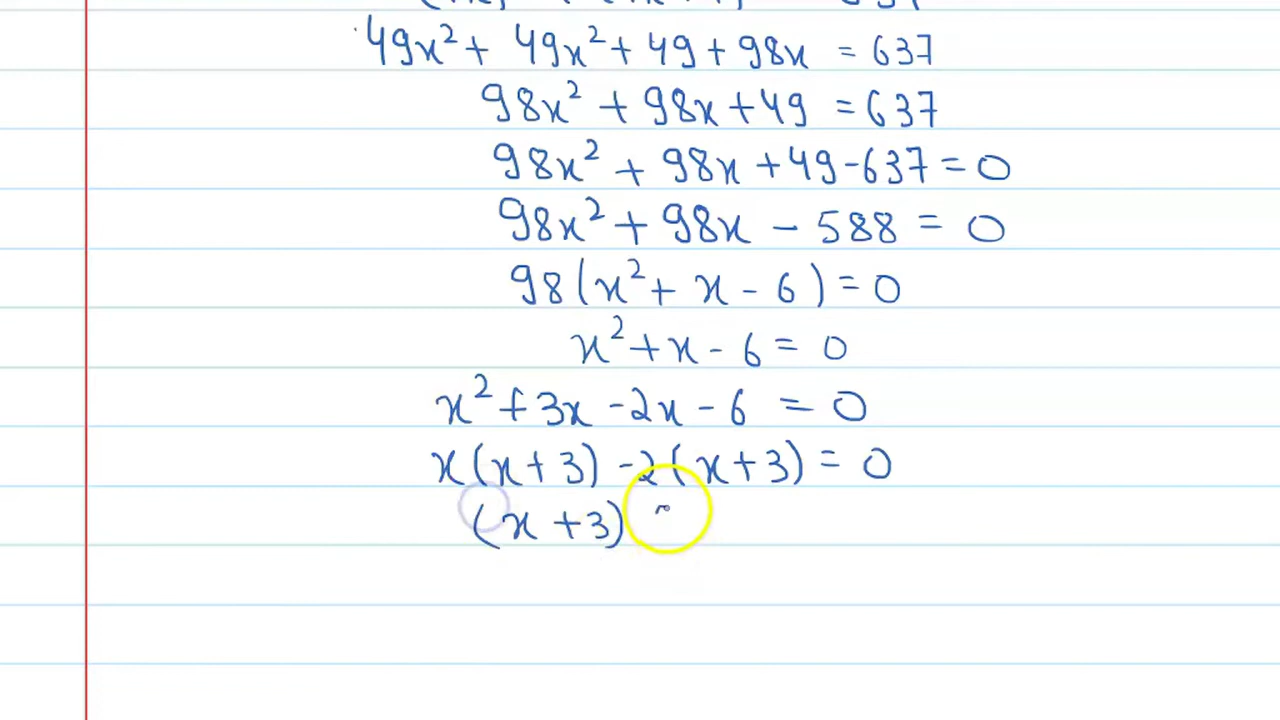 49x² + 49x² + 49 + 98x = 637
98x² + 98x + 49 = 637
98x² + 98x + 49 - 637 = 0
98x² + 98x - 588 = 0
98(x² + x - 6) = 0
x² + x - 6 = 0
x² + 3x - 2x - 6 = 0
x(x + 3) - 2(x + 3) = 0
(x + 3)